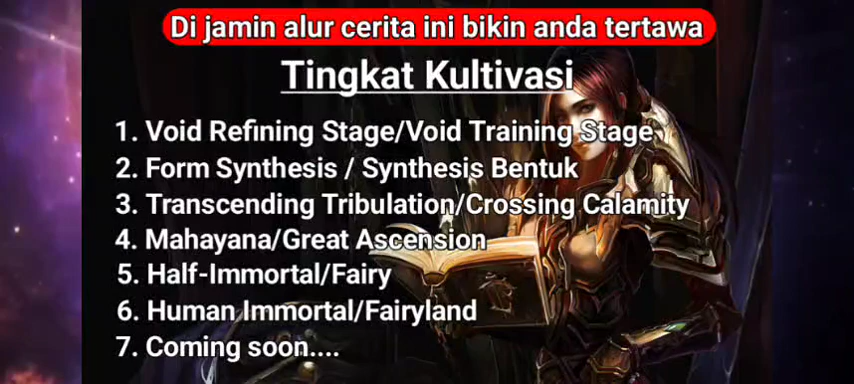 Di jamin alur cerita ini bikin anda tertawa
Tingkat Kultivasi
1. Void Refining Stage/Void Training Stage
2. Form Synthesis / Synthesis Bentuk
3. Transcending Tribulation/Crossing Calamity
4. Mahayana/Great Ascension
5. Half-Immortal/Fairy
6. Human Immortal/Fairyland
7. Coming soon....